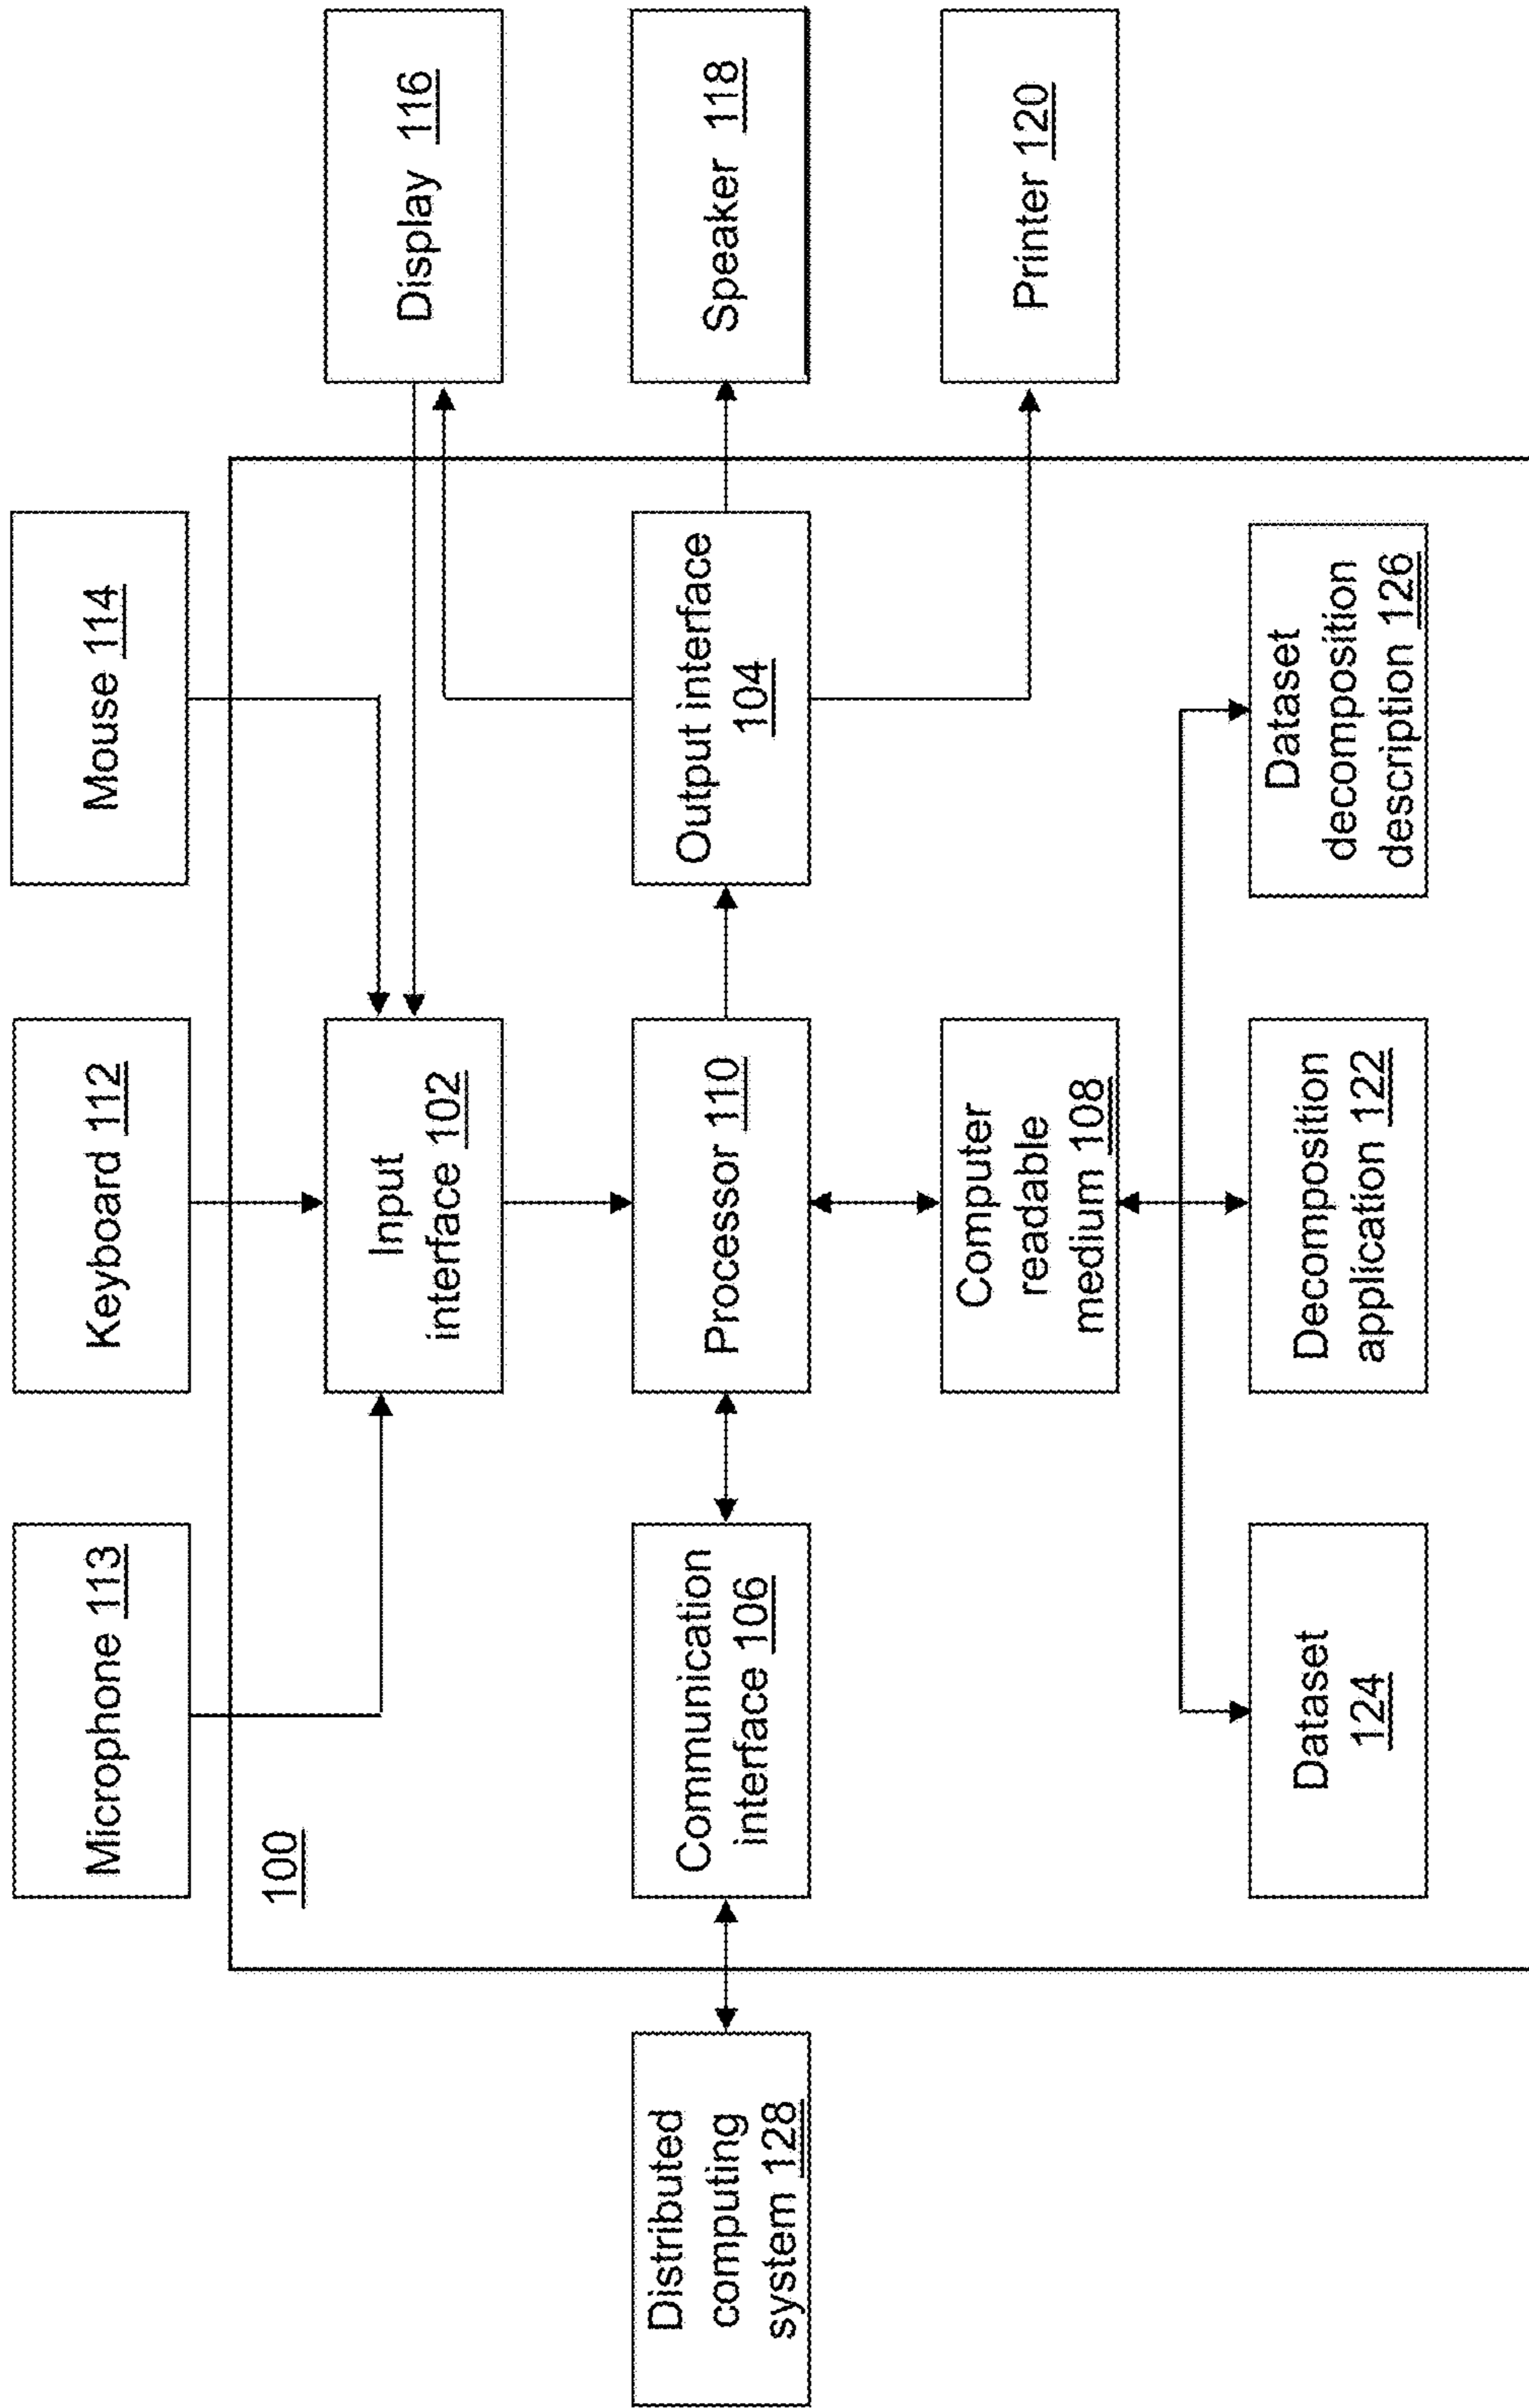 Microphone 113
Keyboard 112
Mouse 114
100
Input
interface 102
Display 116
Distributed
computing
system 128
Communication
interface 106
Processor 110
Output interface
104
Speaker 118
Computer
readable
medium 108
Printer 120
Dataset
124
Decomposition
application 122
Dataset
decomposition
description 126